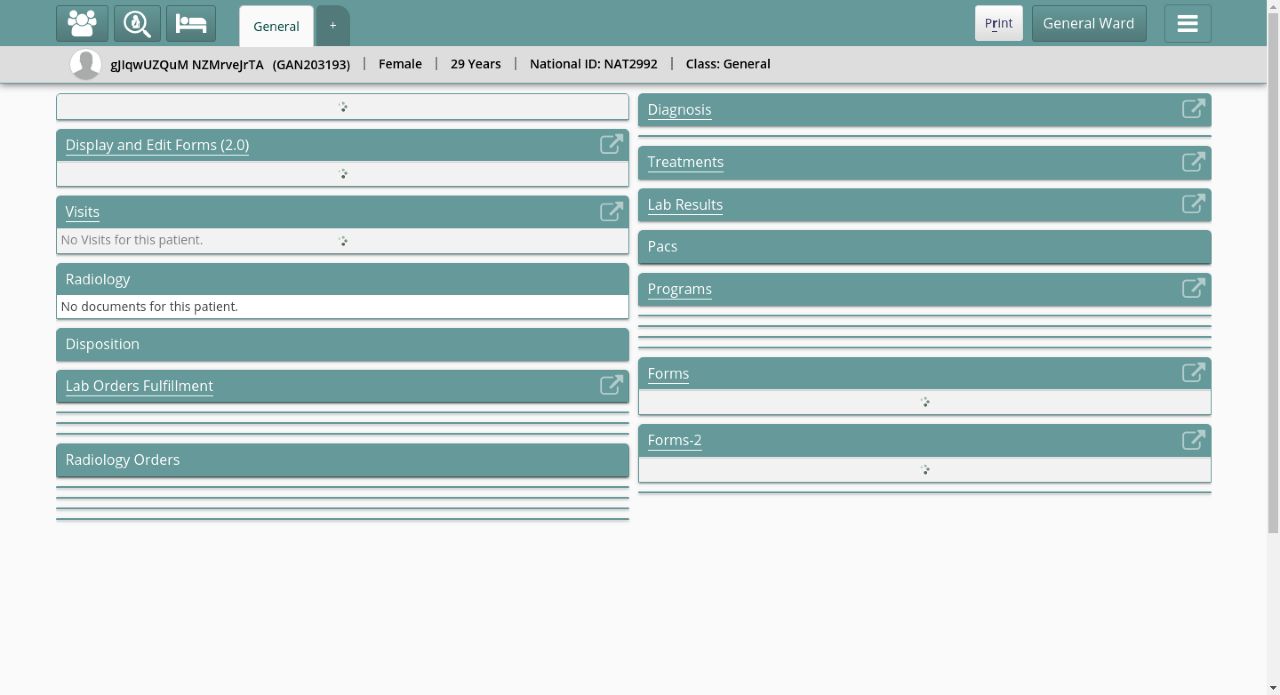 General
+
Print
General Ward
gJIqwUZQuM NZMrveJrTA (GAN203193) | Female | 29 Years | National ID: NAT2992 | Class: General
Display and Edit Forms (2.0)
Visits
No Visits for this patient.
Radiology
No documents for this patient.
Disposition
Lab Orders Fulfillment
Radiology Orders
Diagnosis
Treatments
Lab Results
Pacs
Programs
Forms
Forms-2